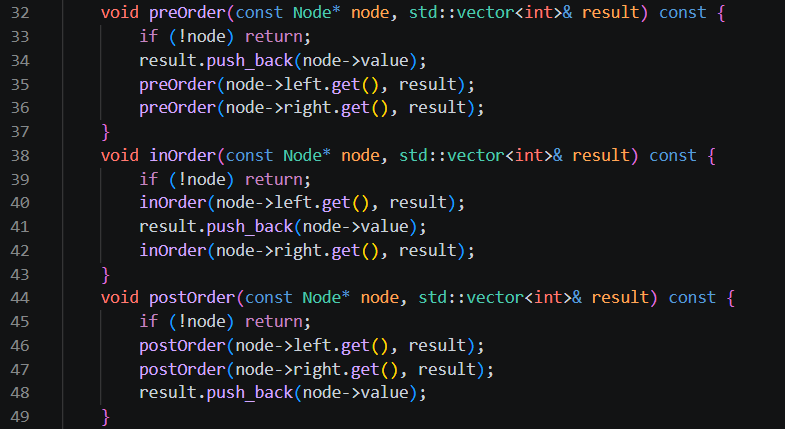 32 void preOrder(const Node* node, std::vector<int>& result) const {
33 if (!node) return;
34 result.push_back(node->value);
35 preOrder(node->left.get(), result);
36 preOrder(node->right.get(), result);
37 }
38 void inOrder(const Node* node, std::vector<int>& result) const {
39 if (!node) return;
40 inOrder(node->left.get(), result);
41 result.push_back(node->value);
42 inOrder(node->right.get(), result);
43 }
44 void postOrder(const Node* node, std::vector<int>& result) const {
45 if (!node) return;
46 postOrder(node->left.get(), result);
47 postOrder(node->right.get(), result);
48 result.push_back(node->value);
49 }